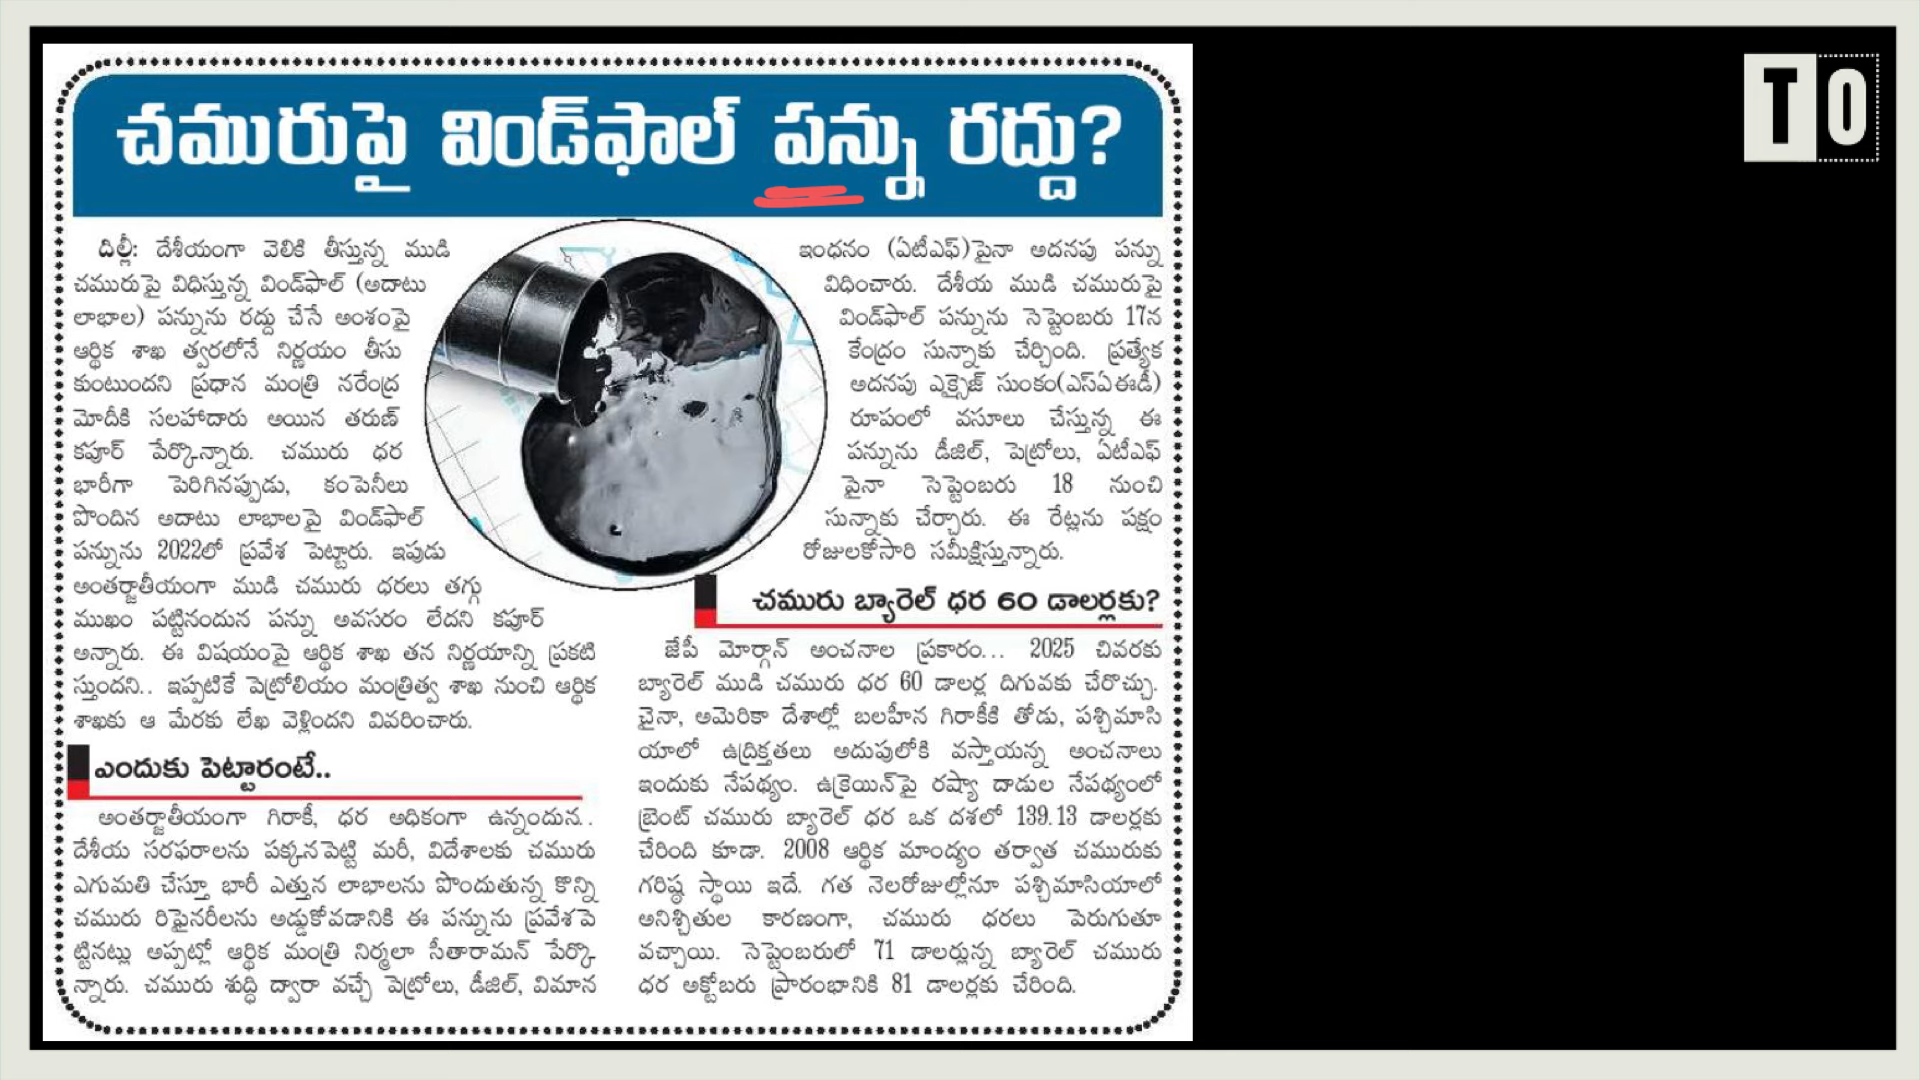 చమురుపై విండ్‌ఫాల్ పన్ను రద్దు?
దిల్లీ: దేశీయంగా వెలికి తీస్తున్న ముడి
చమురుపై విధిస్తున్న విండ్‌ఫాల్ (అదాటు
లాభాల) పన్నును రద్దు చేసే అంశంపై
ఆర్థిక శాఖ త్వరలోనే నిర్ణయం తీసు
కుంటుందని ప్రధాన మంత్రి నరేంద్ర
మోదీకి సలహాదారు అయిన తరుణ్
కపూర్ పేర్కొన్నారు. చమురు ధర
భారీగా పెరిగినప్పుడు, కంపెనీలు
పొందిన అదాటు లాభాలపై విండ్‌ఫాల్
పన్నును 2022లో ప్రవేశ పెట్టారు. ఇపుడు
అంతర్జాతీయంగా ముడి చమురు ధరలు తగ్గు
ముఖం పట్టినందున పన్ను అవసరం లేదని కపూర్
అన్నారు. ఈ విషయంపై ఆర్థిక శాఖ తన నిర్ణయాన్ని ప్రకటి
స్తుందని.. ఇప్పటికే పెట్రోలియం మంత్రిత్వ శాఖ నుంచి ఆర్థిక
శాఖకు ఆ మేరకు లేఖ వెళ్లిందని వివరించారు.
ఎందుకు పెట్టారంటే..
అంతర్జాతీయంగా గిరాకీ, ధర అధికంగా ఉన్నందున..
దేశీయ సరఫరాలను పక్కనపెట్టి మరీ, విదేశాలకు చమురు
ఎగుమతి చేస్తూ భారీ ఎత్తున లాభాలను పొందుతున్న కొన్ని
చమురు రిఫైనరీలను అడ్డుకోవడానికి ఈ పన్నును ప్రవేశపె
ట్టినట్లు అప్పట్లో ఆర్థిక మంత్రి నిర్మలా సీతారామన్ పేర్కొ
న్నారు. చమురు శుద్ధి ద్వారా వచ్చే పెట్రోలు, డీజిల్, విమాన
ఇంధనం (ఏటీఎఫ్)పైనా అదనపు పన్ను
విధించారు. దేశీయ ముడి చమురుపై
విండ్‌ఫాల్ పన్నును సెప్టెంబరు 17న
కేంద్రం సున్నాకు చేర్చింది. ప్రత్యేక
అదనపు ఎక్సైజ్ సుంకం(ఎస్ఏఈడీ)
రూపంలో వసూలు చేస్తున్న ఈ
పన్నును డీజిల్, పెట్రోలు, ఏటీఎఫ్
పైనా సెప్టెంబరు 18 నుంచి
సున్నాకు చేర్చారు. ఈ రేట్లను పక్షం
రోజులకోసారి సమీక్షిస్తున్నారు.
చమురు బ్యారెల్ ధర 60 డాలర్లకు?
జేపీ మోర్గాన్ అంచనాల ప్రకారం... 2025 చివరకు
బ్యారెల్ ముడి చమురు ధర 60 డాలర్ల దిగువకు చేరొచ్చు.
చైనా, అమెరికా దేశాల్లో బలహీన గిరాకీకి తోడు, పశ్చిమాసి
యాలో ఉద్రిక్తతలు అదుపులోకి వస్తాయన్న అంచనాలు
ఇందుకు నేపథ్యం. ఉక్రెయిన్‌పై రష్యా దాడుల నేపథ్యంలో
బ్రెంట్ చమురు బ్యారెల్ ధర ఒక దశలో 139.13 డాలర్లకు
చేరింది కూడా. 2008 ఆర్థిక మాంద్యం తర్వాత చమురుకు
గరిష్ఠ స్థాయి ఇదే. గత నెలరోజుల్లోనూ పశ్చిమాసియాలో
అనిశ్చితుల కారణంగా, చమురు ధరలు పెరుగుతూ
వచ్చాయి. సెప్టెంబరులో 71 డాలర్లున్న బ్యారెల్ చమురు
ధర అక్టోబరు ప్రారంభానికి 81 డాలర్లకు చేరింది.
TO